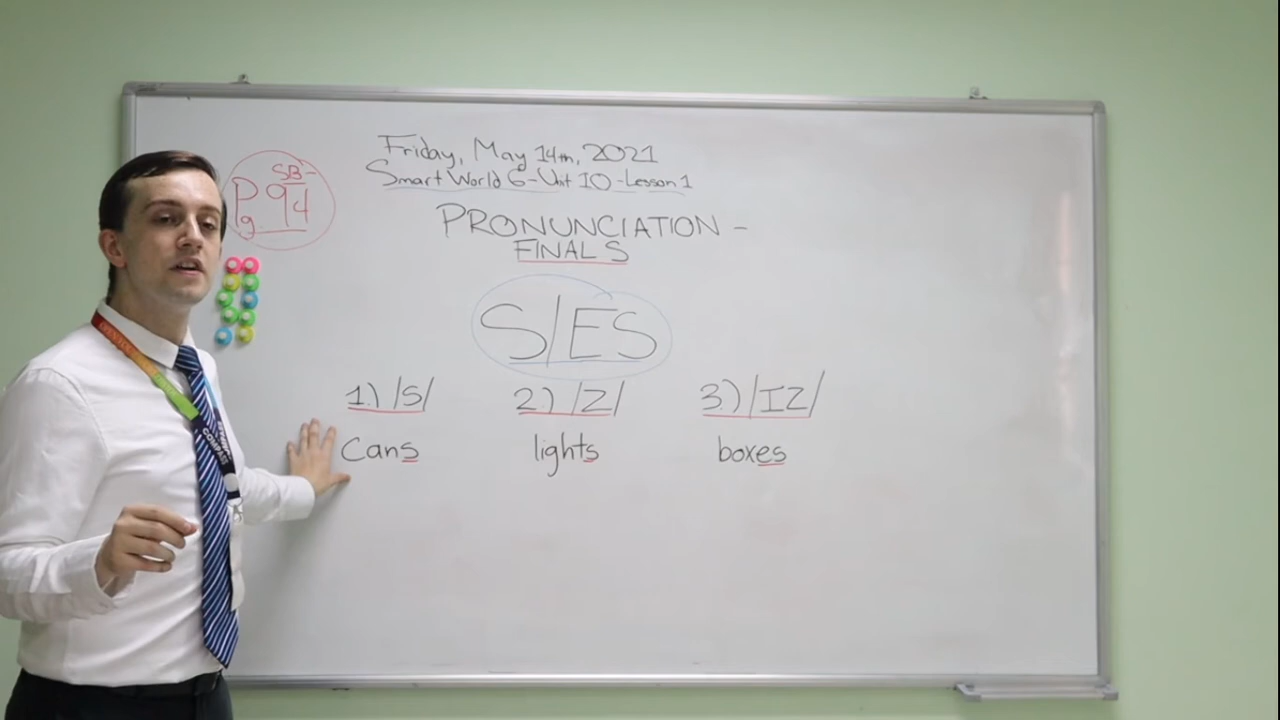 SB-
Pg 94
Friday, May 14th, 2021
Smart World 6-Unit 10-Lesson 1
PRONUNCIATION -
FINAL S
S/ES
1.) /S/ 2.) /Z/ 3.) /IZ/
Cans lights boxes